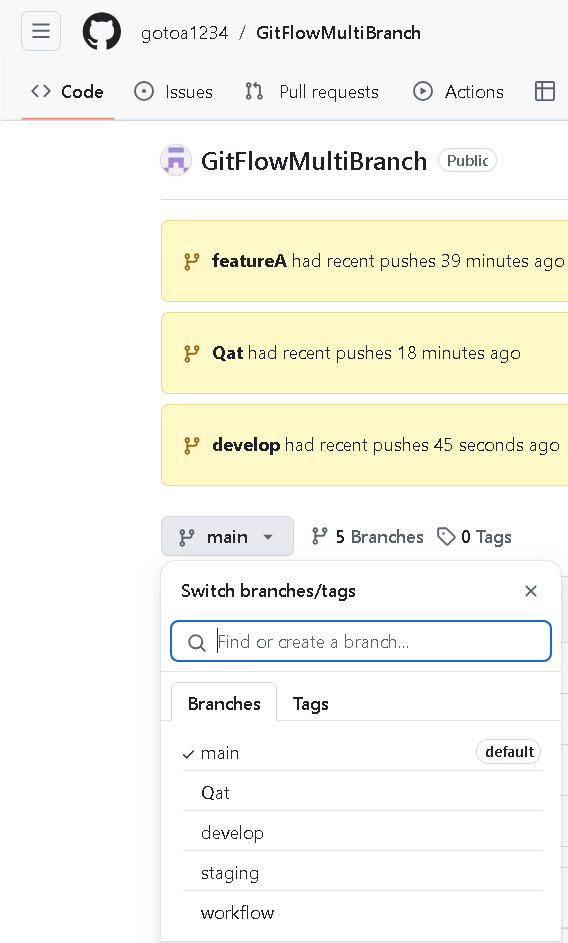 gotoa1234 / GitFlowMultiBranch
Code Issues Pull requests Actions
GitFlowMultiBranch Public
featureA had recent pushes 39 minutes ago
Qat had recent pushes 18 minutes ago
develop had recent pushes 45 seconds ago
main 5 Branches 0 Tags
Switch branches/tags
Find or create a branch...
Branches Tags
main default
Qat
develop
staging
workflow